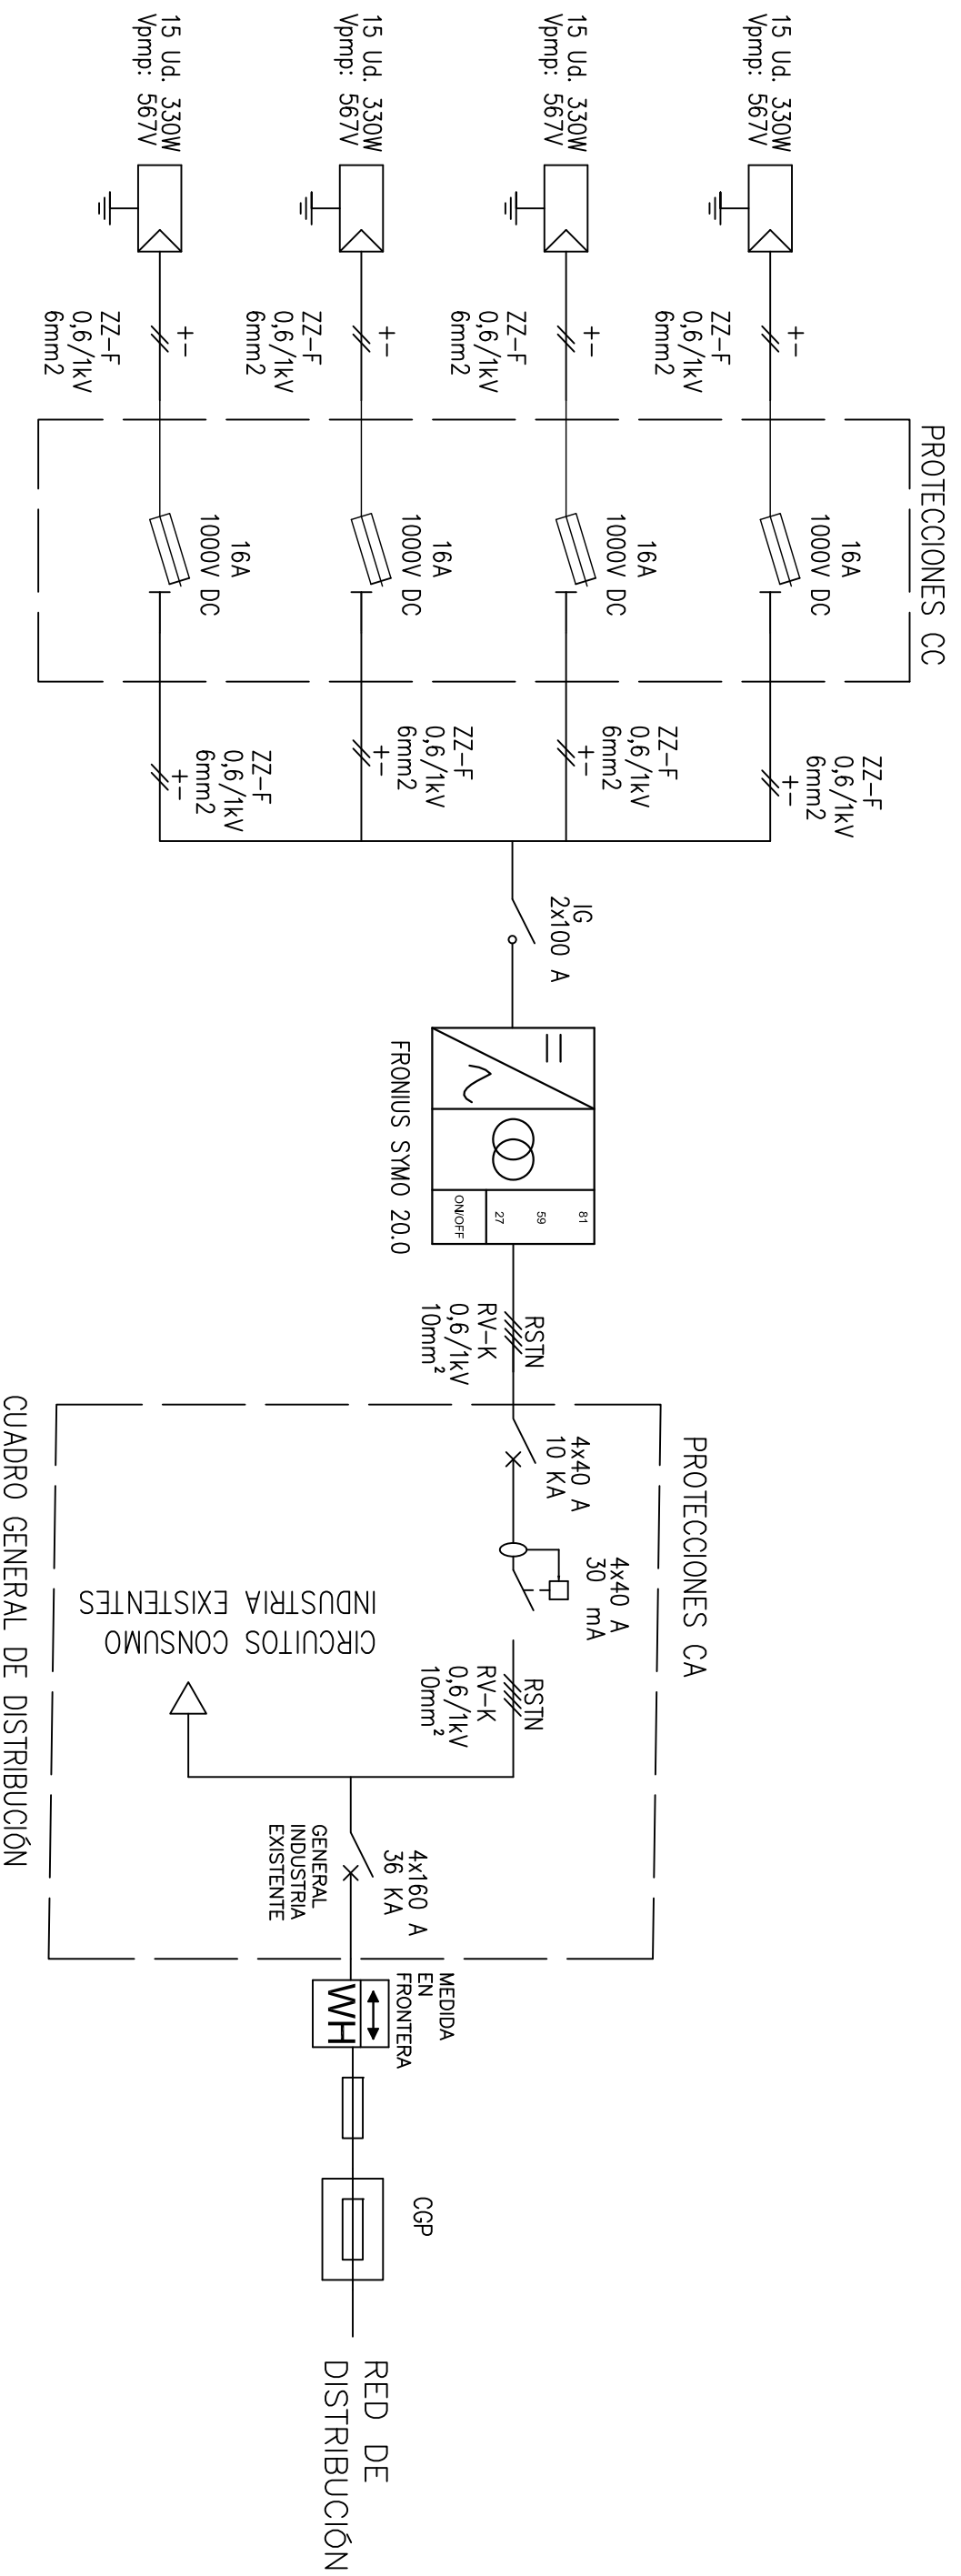 15 Ud. 330W
Vpmp: 567V
15 Ud. 330W
Vpmp: 567V
15 Ud. 330W
Vpmp: 567V
15 Ud. 330W
Vpmp: 567V
+-
ZZ-F
0,6/1kV
6mm2
+-
ZZ-F
0,6/1kV
6mm2
+-
ZZ-F
0,6/1kV
6mm2
+-
ZZ-F
0,6/1kV
6mm2
PROTECCIONES CC
16A
1000V DC
16A
1000V DC
16A
1000V DC
16A
1000V DC
ZZ-F
0,6/1kV
6mm2
+-
ZZ-F
0,6/1kV
6mm2
+-
ZZ-F
0,6/1kV
6mm2
+-
ZZ-F
0,6/1kV
6mm2
+-
IG
2x100 A
81
59
27
ON/OFF
FRONIUS SYMO 20.0
RSTN
RV-K
0,6/1kV
10mm²
PROTECCIONES CA
4x40 A
10 KA
4x40 A
30 mA
RSTN
RV-K
0,6/1kV
10mm²
CIRCUITOS CONSUMO
INDUSTRIA EXISTENTES
4x160 A
36 KA
GENERAL
INDUSTRIA
EXISTENTE
CUADRO GENERAL DE DISTRIBUCIÓN
MEDIDA
EN
FRONTERA
WH
CGP
RED DE
DISTRIBUCIÓN